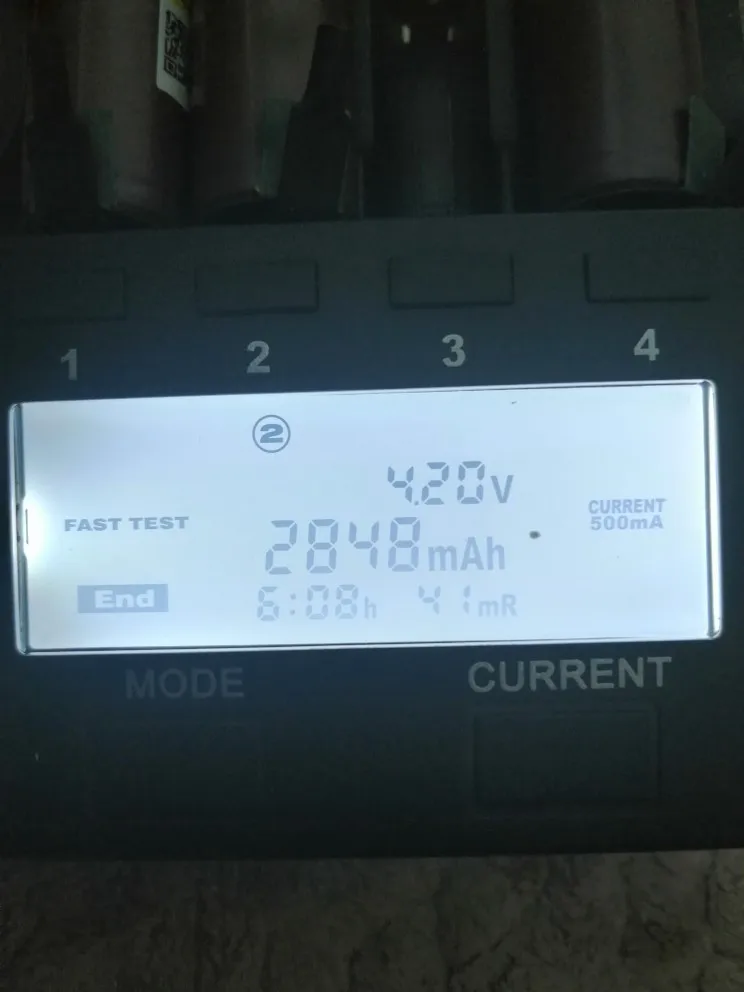 1 2 3 4
②
4.20V
FAST TEST
CURRENT
500mA
2848mAh
End
6:08h 41mR
MODE CURRENT